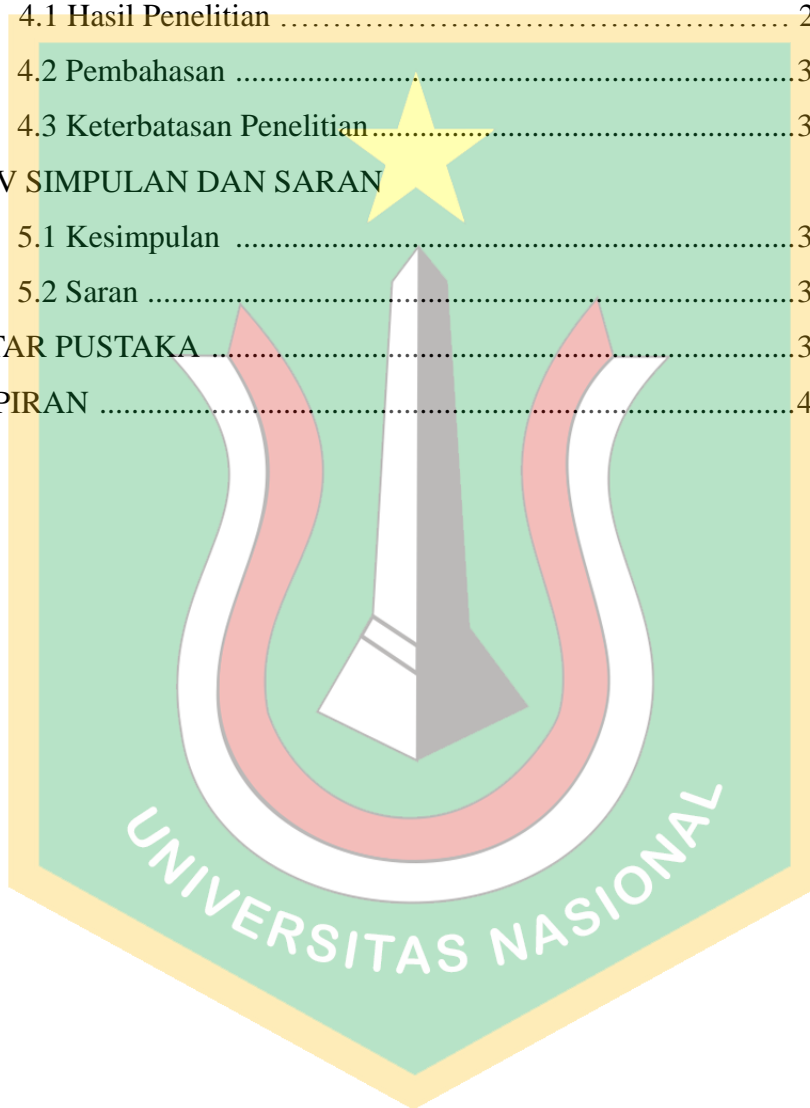 4.1 Hasil Penelitian ........................................................ 2
4.2 Pembahasan ........................................................................3
4.3 Keterbatasan Penitian.......................................................3
V SIMPULAN DAN SARAN
5.1 Kesimpulan ........................................................................3
5.2 Saran ...................................................................................3
TAR PUSTAKA ..........................................................................3
PIRAN .........................................................................................4
UNIVERSITAS NASIONAL